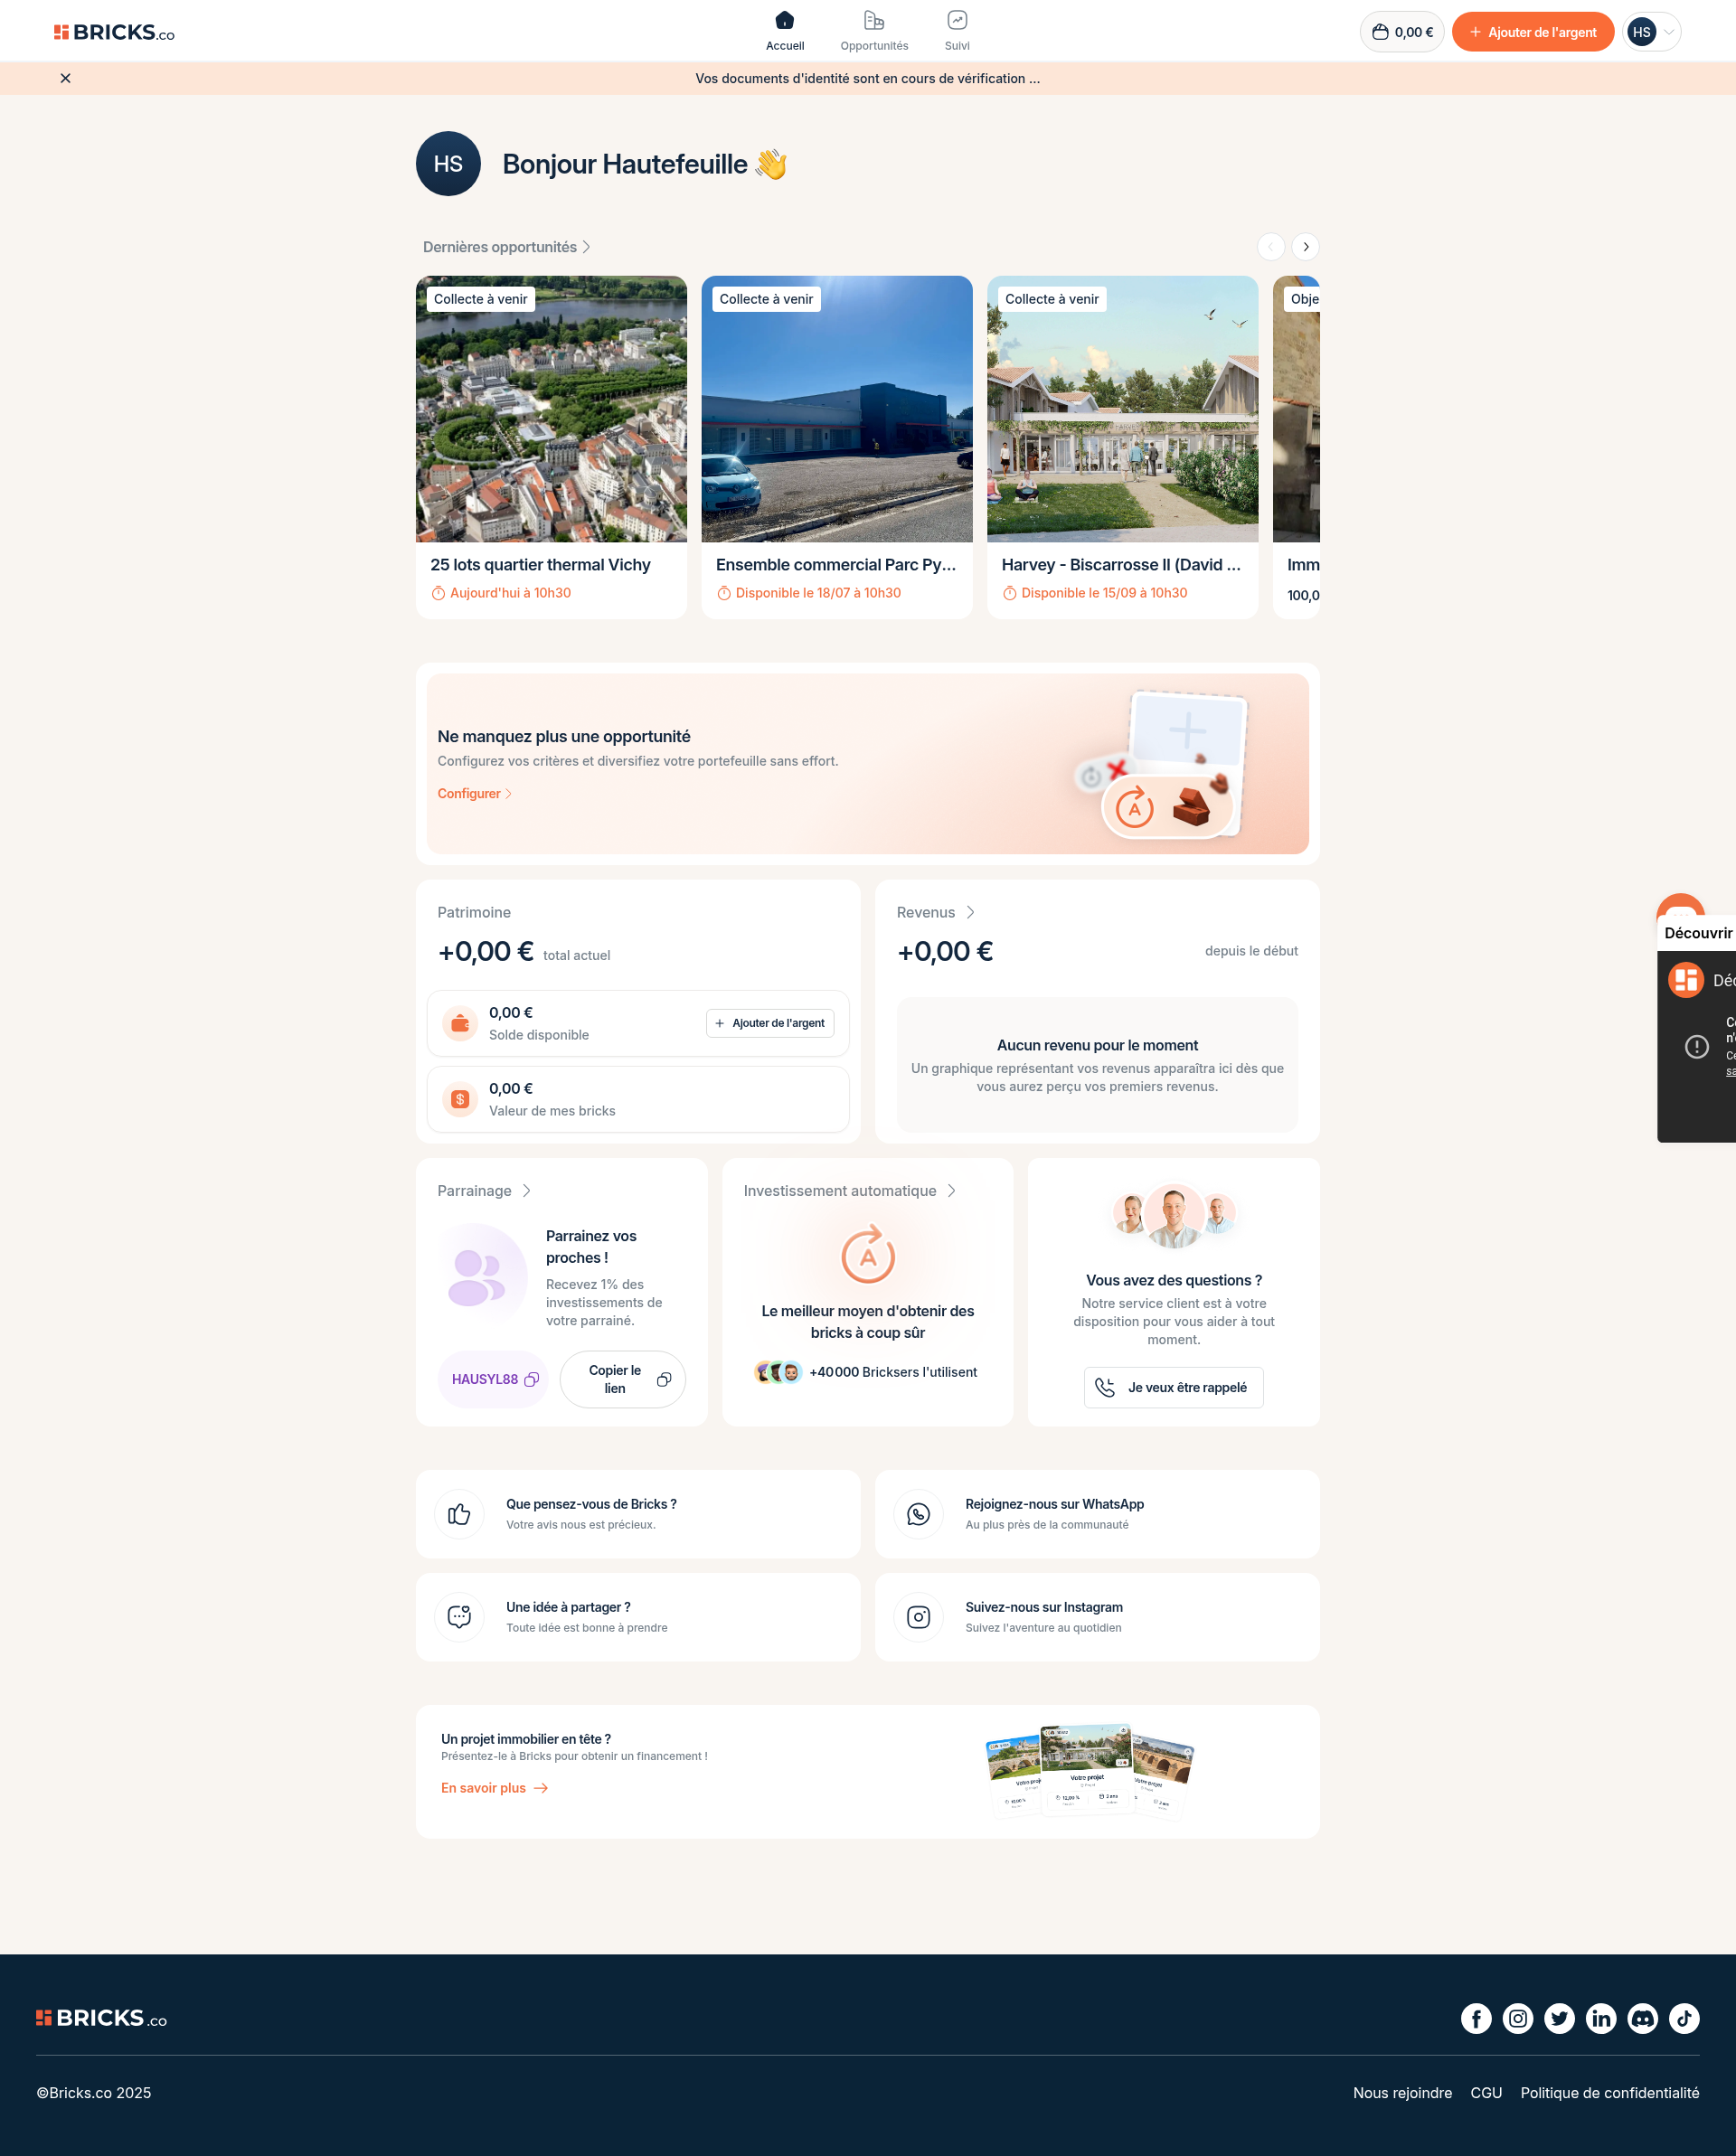 BRICKS.co
Accueil
Opportunités
Suivi
0,00 €
Ajouter de l'argent
HS
Vos documents d'identité sont en cours de vérification ...
HS
Bonjour Hautefeuille 👋
Dernières opportunités
Collecte à venir
Collecte à venir
Collecte à venir
Obje
25 lots quartier thermal Vichy
Aujourd'hui à 10h30
Ensemble commercial Parc Py...
Disponible le 18/07 à 10h30
Harvey - Biscarrosse II (David ...
Disponible le 15/09 à 10h30
Imm
100,0
Ne manquez plus une opportunité
Configurez vos critères et diversifiez votre portefeuille sans effort.
Configurer
A
Patrimoine
+0,00 € total actuel
0,00 €
Solde disponible
Ajouter de l'argent
0,00 €
Valeur de mes bricks
Revenus
+0,00 €
depuis le début
Aucun revenu pour le moment
Un graphique représentant vos revenus apparaîtra ici dès que
vous aurez perçu vos premiers revenus.
Découvrir
Déc
Ce
n'
Ce
sa
Parrainage
Parrainez vos
proches !
Recevez 1% des
investissements de
votre parrainé.
HAUSYL88
Copier le
lien
Investissement automatique
A
Le meilleur moyen d'obtenir des
bricks à coup sûr
+40 000 Bricksers l'utilisent
Vous avez des questions ?
Notre service client est à votre
disposition pour vous aider à tout
moment.
Je veux être rappelé
Que pensez-vous de Bricks ?
Votre avis nous est précieux.
Rejoignez-nous sur WhatsApp
Au plus près de la communauté
Une idée à partager ?
Toute idée est bonne à prendre
Suivez-nous sur Instagram
Suivez l'aventure au quotidien
Un projet immobilier en tête ?
Présentez-le à Bricks pour obtenir un financement !
En savoir plus
Votre projet
12,00 %
2 ans
BRICKS.co
©Bricks.co 2025
Nous rejoindre
CGU
Politique de confidentialité